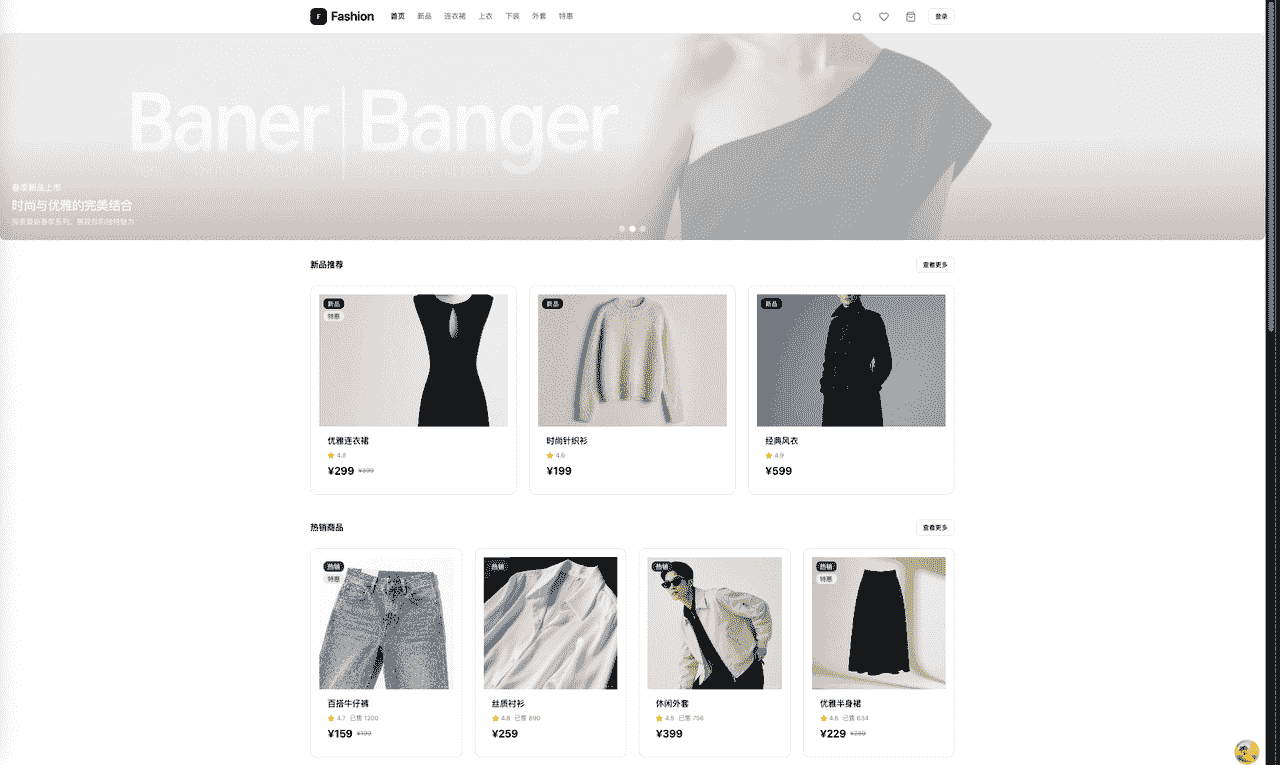 F Fashion 首页 新品 连衣裙 上衣 下装 外套 特惠 登录
Baner Banger
春季新品上市
时尚与优雅的完美结合
探索最新春季系列，展现你的独特魅力
新品推荐 查看更多
新品
特惠
优雅连衣裙
4.8
¥299 ¥399
新品
时尚针织衫
4.6
¥199
新品
经典风衣
4.9
¥599
热销商品 查看更多
热销
特惠
百搭牛仔裤
4.7 已售 1200
¥159 ¥199
热销
丝质衬衫
4.8 已售 890
¥259
热销
休闲外套
4.5 已售 756
¥399
热销
特惠
优雅半身裙
4.6 已售 634
¥229 ¥289